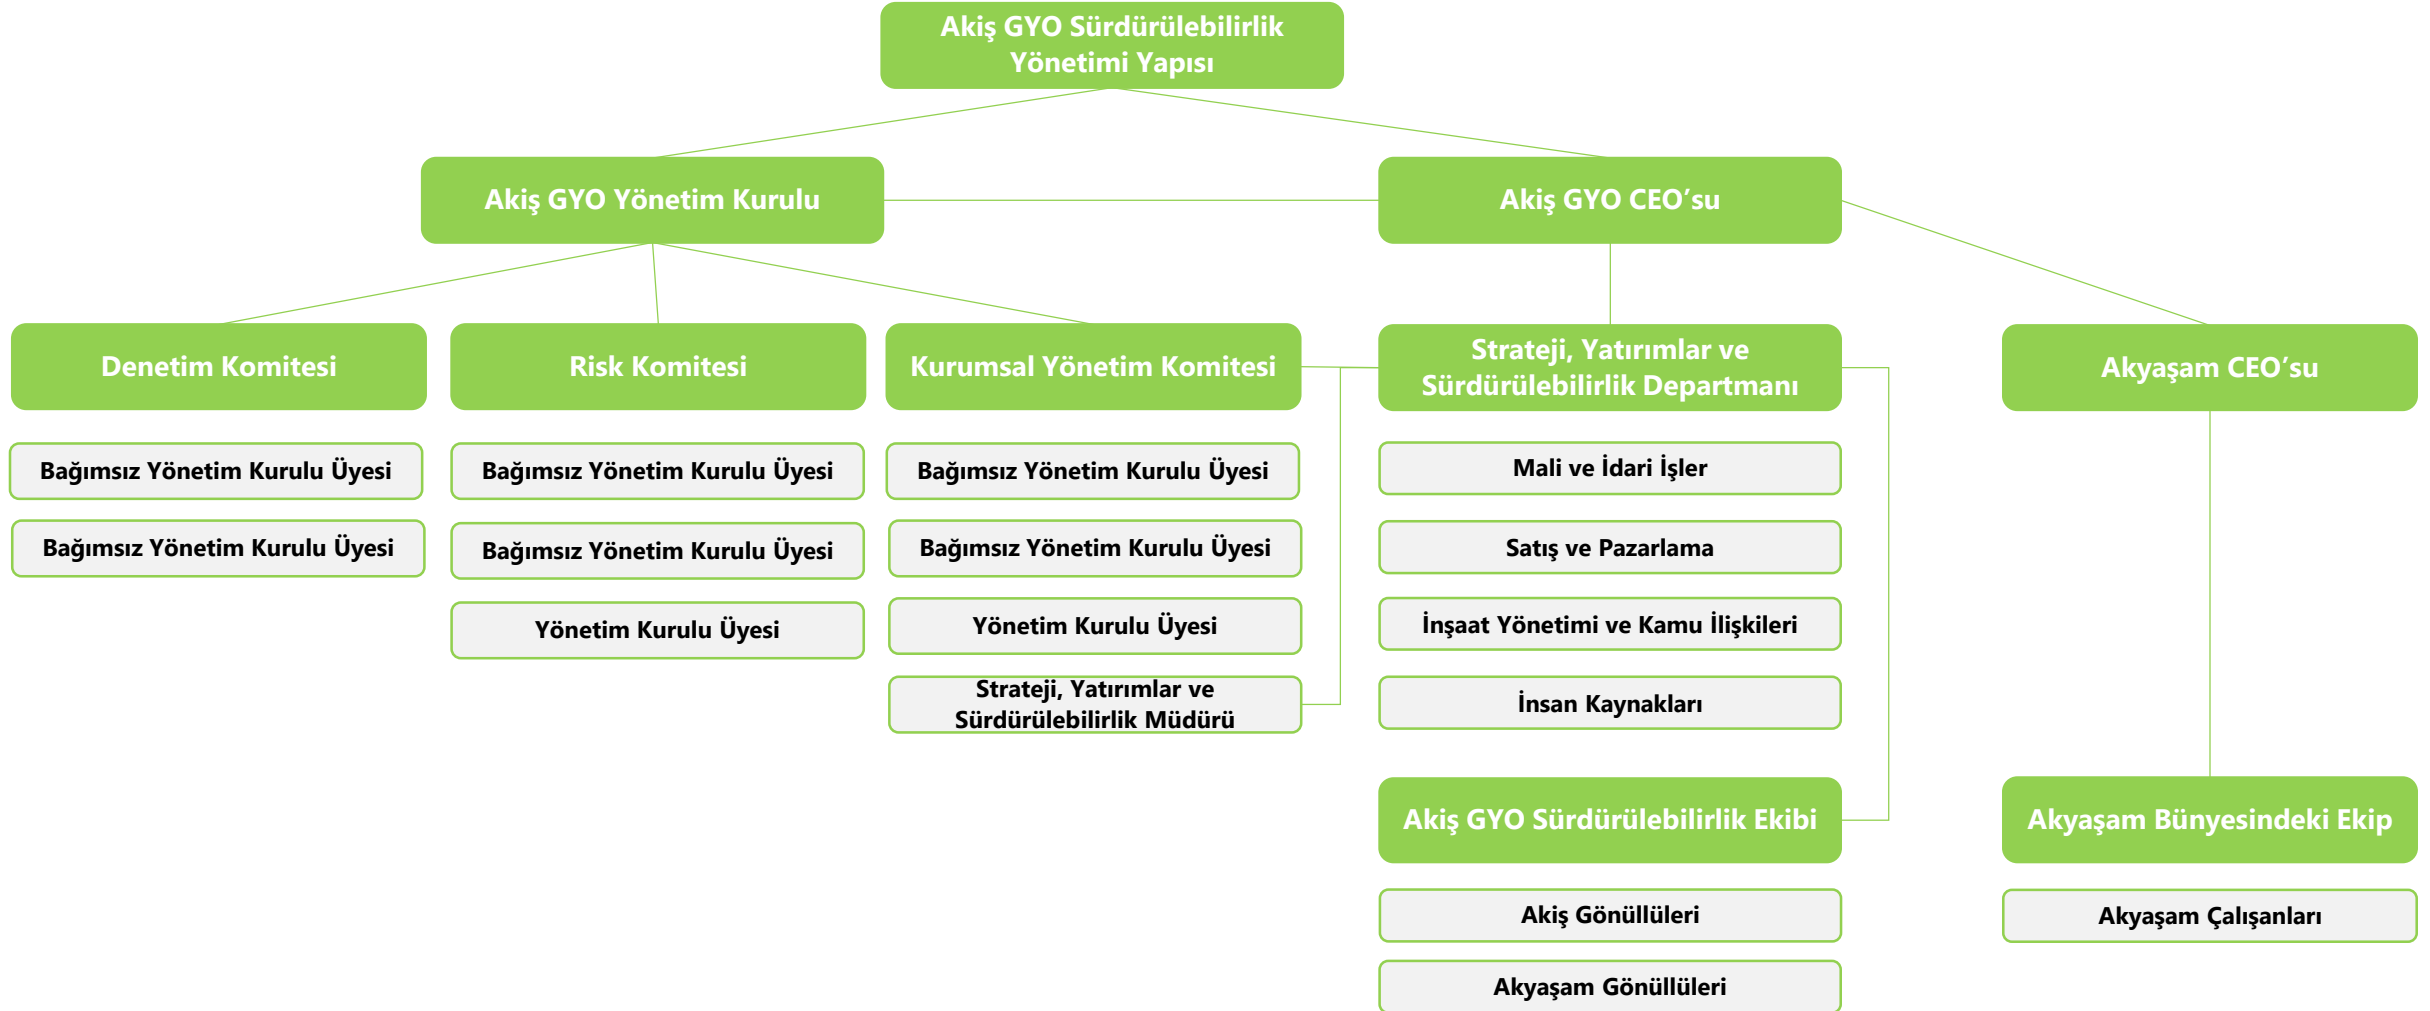 Akiş GYO Sürdürülebilirlik
Yönetimi Yapısı
Akiş GYO Yönetim Kurulu
Akiş GYO CEO’su
Denetim Komitesi
Risk Komitesi
Kurumsal Yönetim Komitesi
Strateji, Yatırımlar ve
Sürdürülebilirlik Departmanı
Akyaşam CEO’su
Bağımsız Yönetim Kurulu Üyesi
Bağımsız Yönetim Kurulu Üyesi
Bağımsız Yönetim Kurulu Üyesi
Bağımsız Yönetim Kurulu Üyesi
Yönetim Kurulu Üyesi
Bağımsız Yönetim Kurulu Üyesi
Bağımsız Yönetim Kurulu Üyesi
Yönetim Kurulu Üyesi
Strateji, Yatırımlar ve
Sürdürülebilirlik Müdürü
Mali ve İdari İşler
Satış ve Pazarlama
İnşaat Yönetimi ve Kamu İlişkileri
İnsan Kaynakları
Akiş GYO Sürdürülebilirlik Ekibi
Akiş Gönüllüleri
Akyaşam Gönüllüleri
Akyaşam Bünyesindeki Ekip
Akyaşam Çalışanları